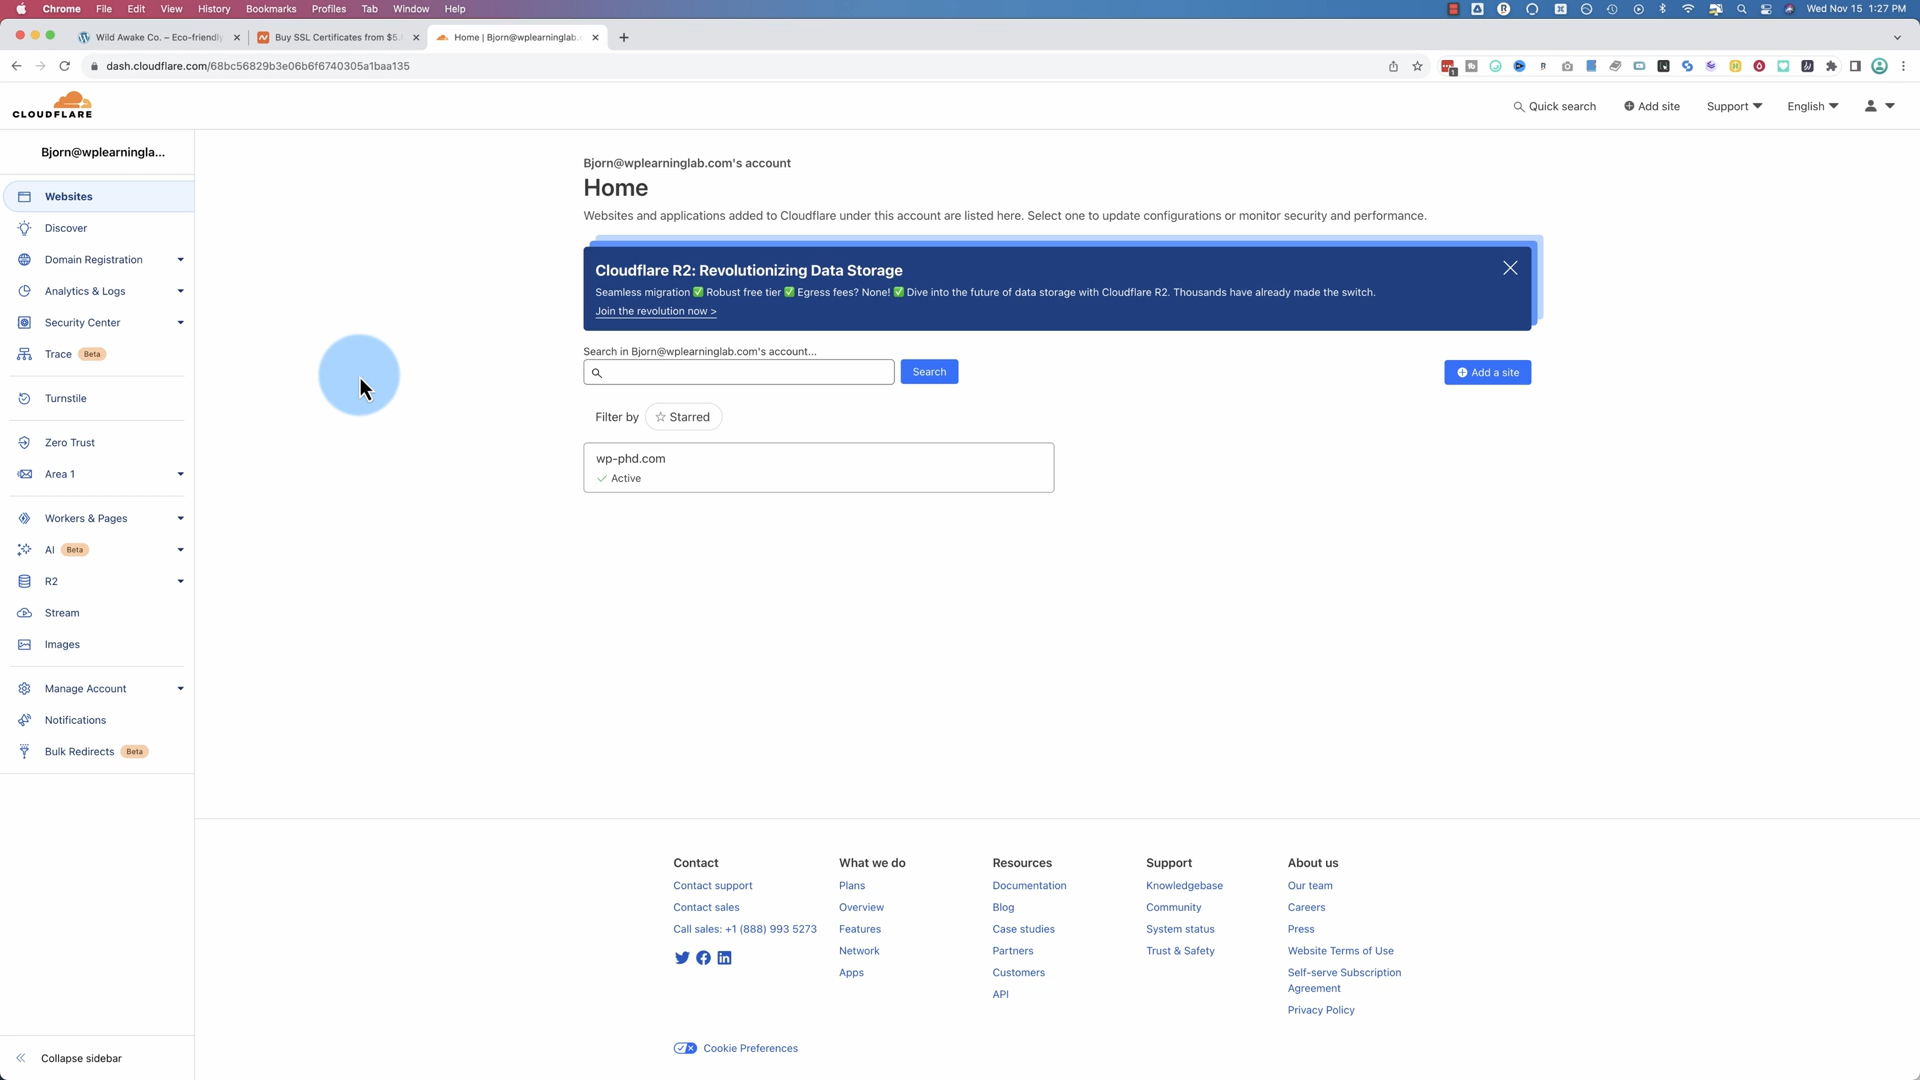 Chrome File Edit View History Bookmarks Profiles Tab Window Help
Wed Nov 15 1:27 PM
Wild Awake Co. – Eco-friendly
Buy SSL Certificates from $5.
Home | Bjorn@wplearninglab.c
dash.cloudflare.com/68bc56829b3e06b6f6740305a1baa135
CLOUDFLARE
Quick search
Add site
Support
English
Bjorn@wplearningla...
Websites
Discover
Domain Registration
Analytics & Logs
Security Center
Trace Beta
Turnstile
Zero Trust
Area 1
Workers & Pages
AI Beta
R2
Stream
Images
Manage Account
Notifications
Bulk Redirects Beta
Collapse sidebar
Bjorn@wplearninglab.com's account
Home
Websites and applications added to Cloudflare under this account are listed here. Select one to update configurations or monitor security and performance.
Cloudflare R2: Revolutionizing Data Storage
Seamless migration ✅ Robust free tier ✅ Egress fees? None! ✅ Dive into the future of data storage with Cloudflare R2. Thousands have already made the switch.
Join the revolution now >
Search in Bjorn@wplearninglab.com's account...
Search
Add a site
Filter by
Starred
wp-phd.com
Active
Contact
Contact support
Contact sales
Call sales: +1 (888) 993 5273
What we do
Plans
Overview
Features
Network
Apps
Resources
Documentation
Blog
Case studies
Partners
Customers
API
Support
Knowledgebase
Community
System status
Trust & Safety
About us
Our team
Careers
Press
Website Terms of Use
Self-serve Subscription
Agreement
Privacy Policy
Cookie Preferences